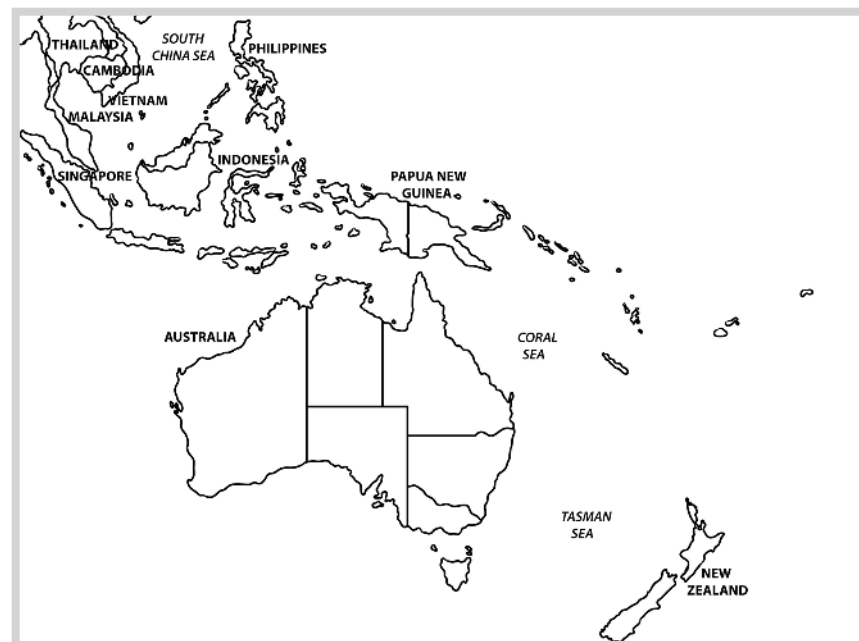 THAILAND
SOUTH
CHINA SEA
PHILIPPINES
CAMBODIA
VIETNAM
MALAYSIA
SINGAPORE
INDONESIA
PAPUA NEW
GUINEA
AUSTRALIA
CORAL
SEA
TASMAN
SEA
NEW
ZEALAND